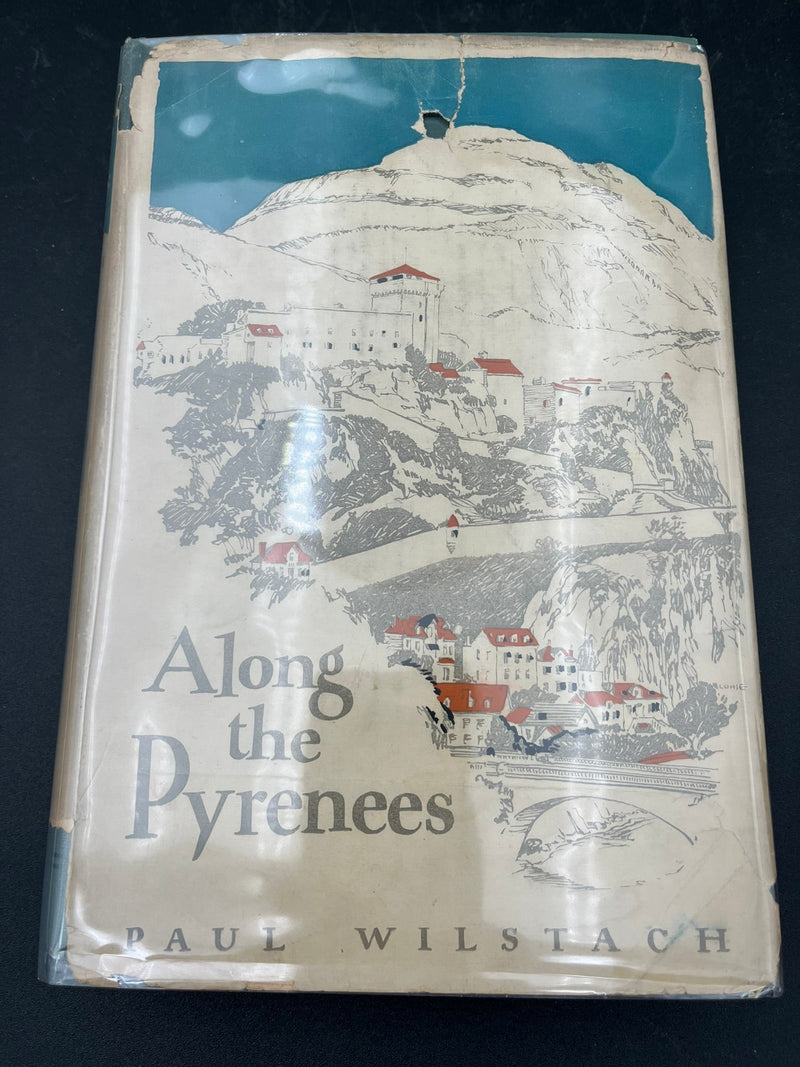 Along
the
Pyrenees
PAUL WILSTACH